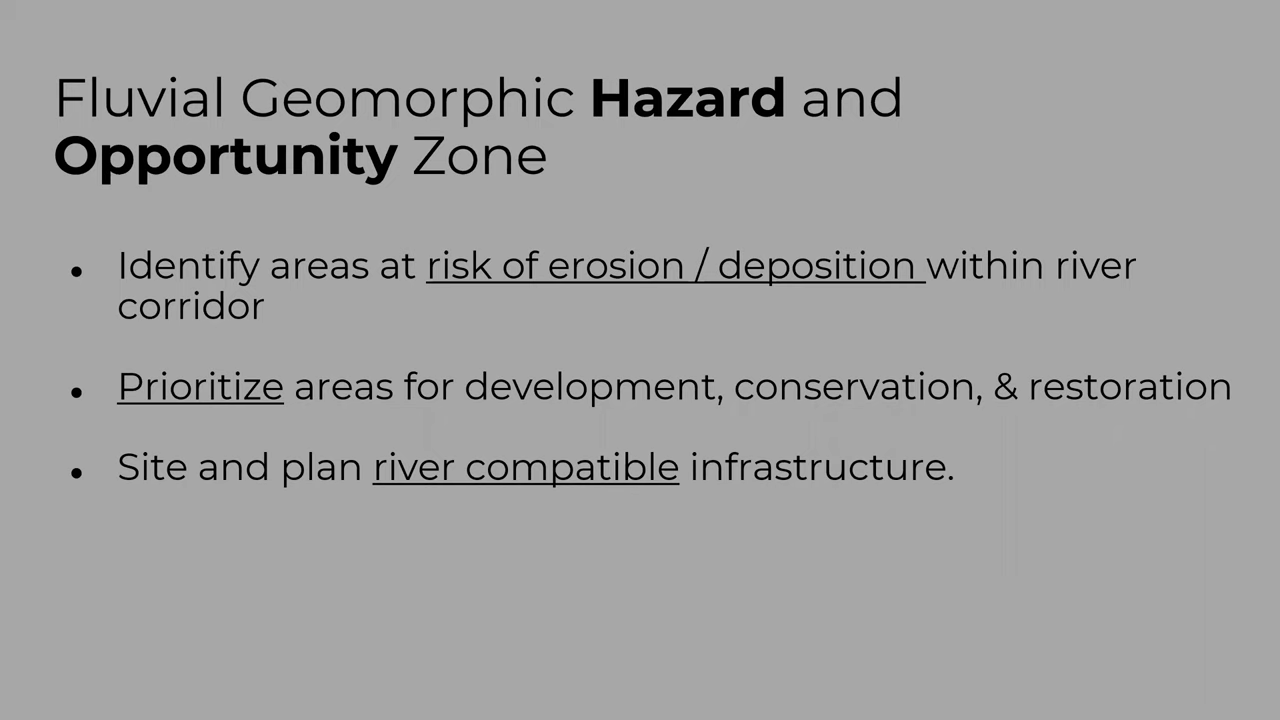 Fluvial Geomorphic Hazard and
Opportunity Zone
• Identify areas at risk of erosion / deposition within river
corridor
• Prioritize areas for development, conservation, & restoration
• Site and plan river compatible infrastructure.